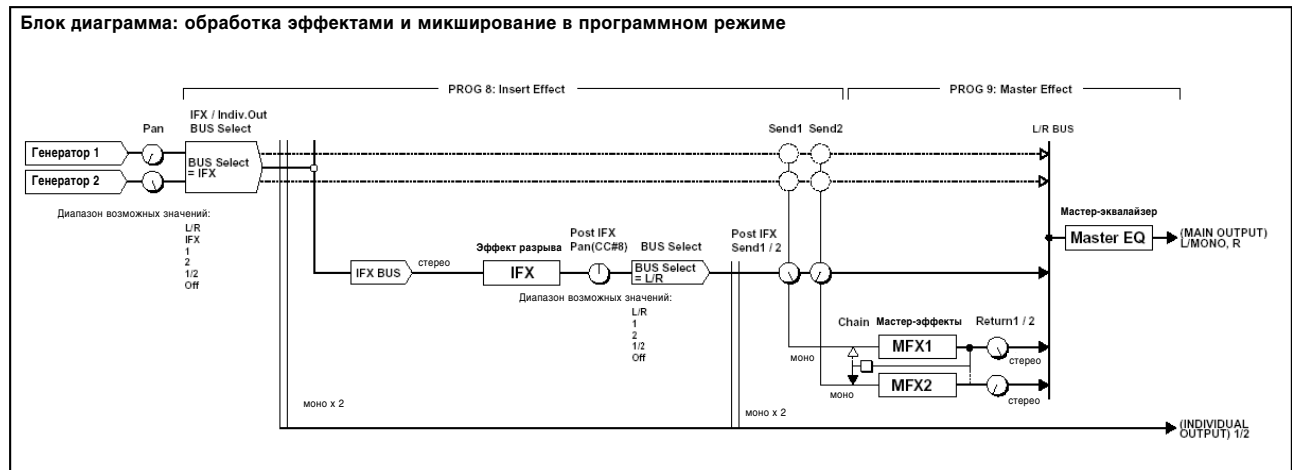 Блок диаграмма: обработка эффектами и микширование в программном режиме
PROG 8: Insert Effect
PROG 9: Master Effect
IFX / Indiv.Out
BUS Select
Pan
Send1
Send2
L/R BUS
Генератор 1
Генератор 2
BUS Select
= IFX
Диапазон возможных значений:
L/R
IFX
1
2
1/2
Off
IFX BUS
стерео
Эффект разрыва
IFX
Post IFX
Pan(CC#8)
BUS Select
BUS Select
= L/R
Диапазон возможных значений:
L/R
1
2
1/2
Off
Post IFX
Send1 / 2
Мастер-эквалайзер
Master EQ
(MAIN OUTPUT)
L/MONO, R
Chain
Мастер-эффекты
Return1 / 2
MFX1
моно
стерео
MFX2
моно
стерео
моно x 2
моно x 2
(INDIVIDUAL
OUTPUT) 1/2